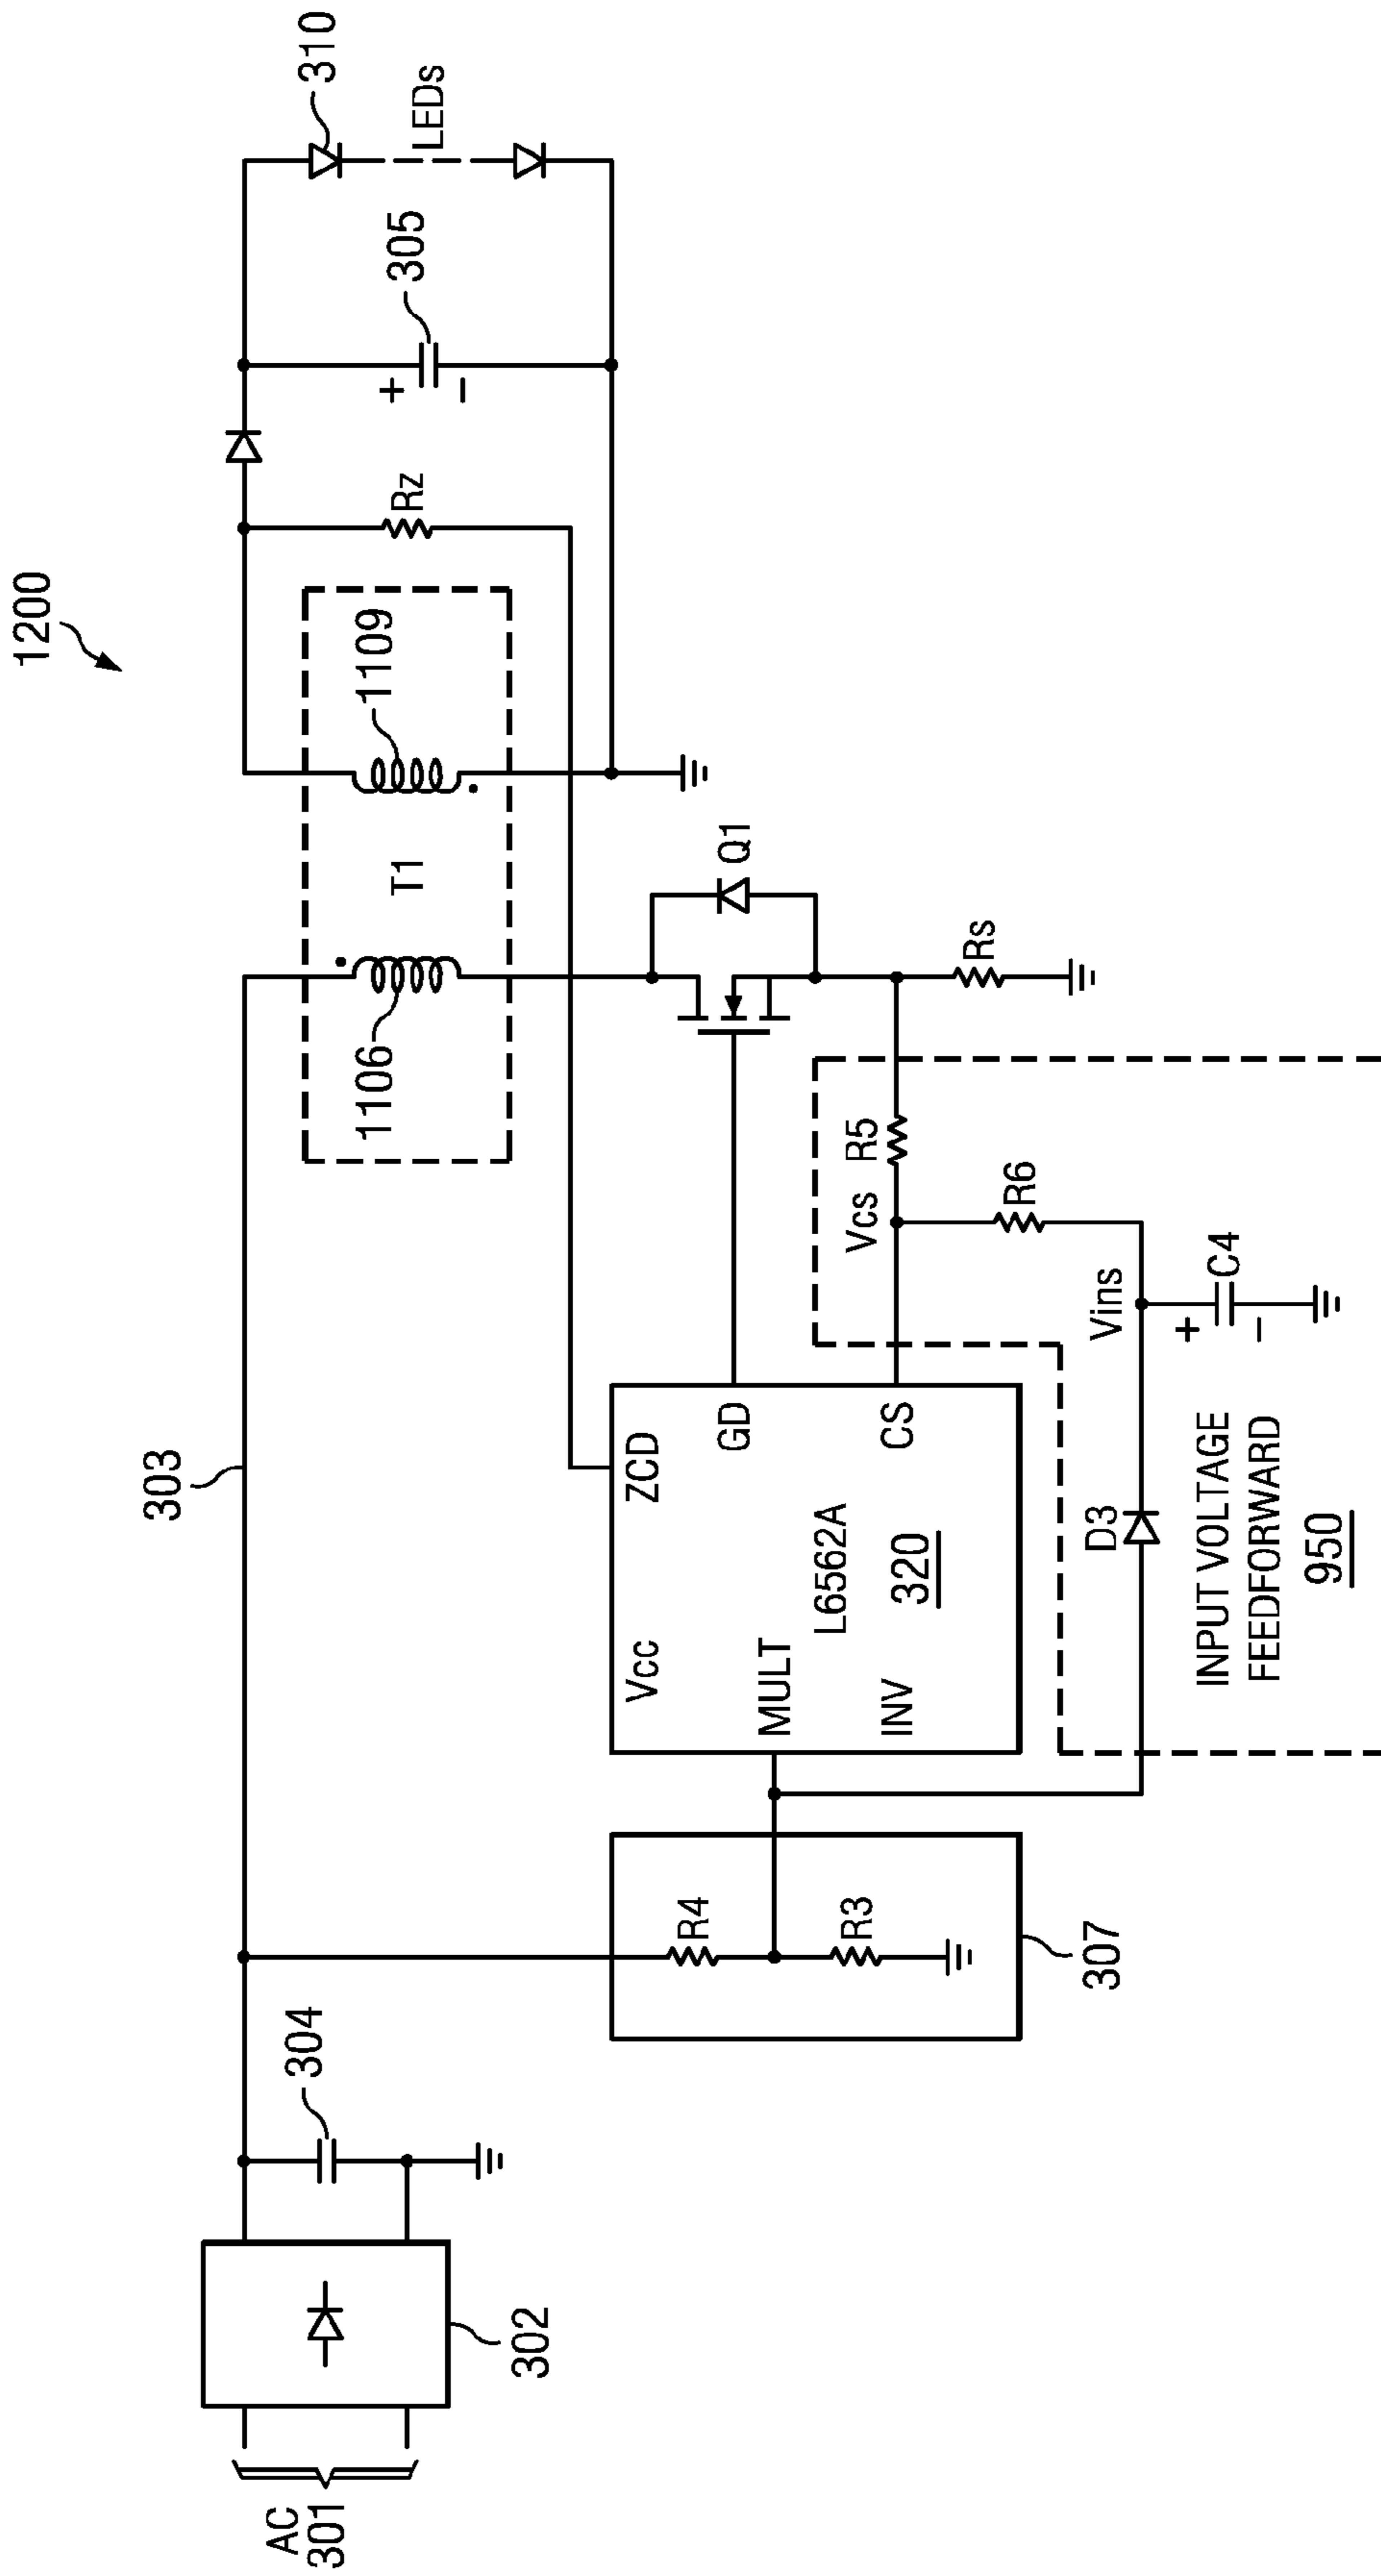 1200
AC
301
302
304
303
307
R4
R3
Vcc
ZCD
MULT
GD
L6562A
320
INV
CS
1106
T1
1109
Rz
305
+
−
310
LEDs
Q1
Rs
Vcs
R5
R6
Vins
C4
+
−
D3
INPUT VOLTAGE
FEEDFORWARD
950